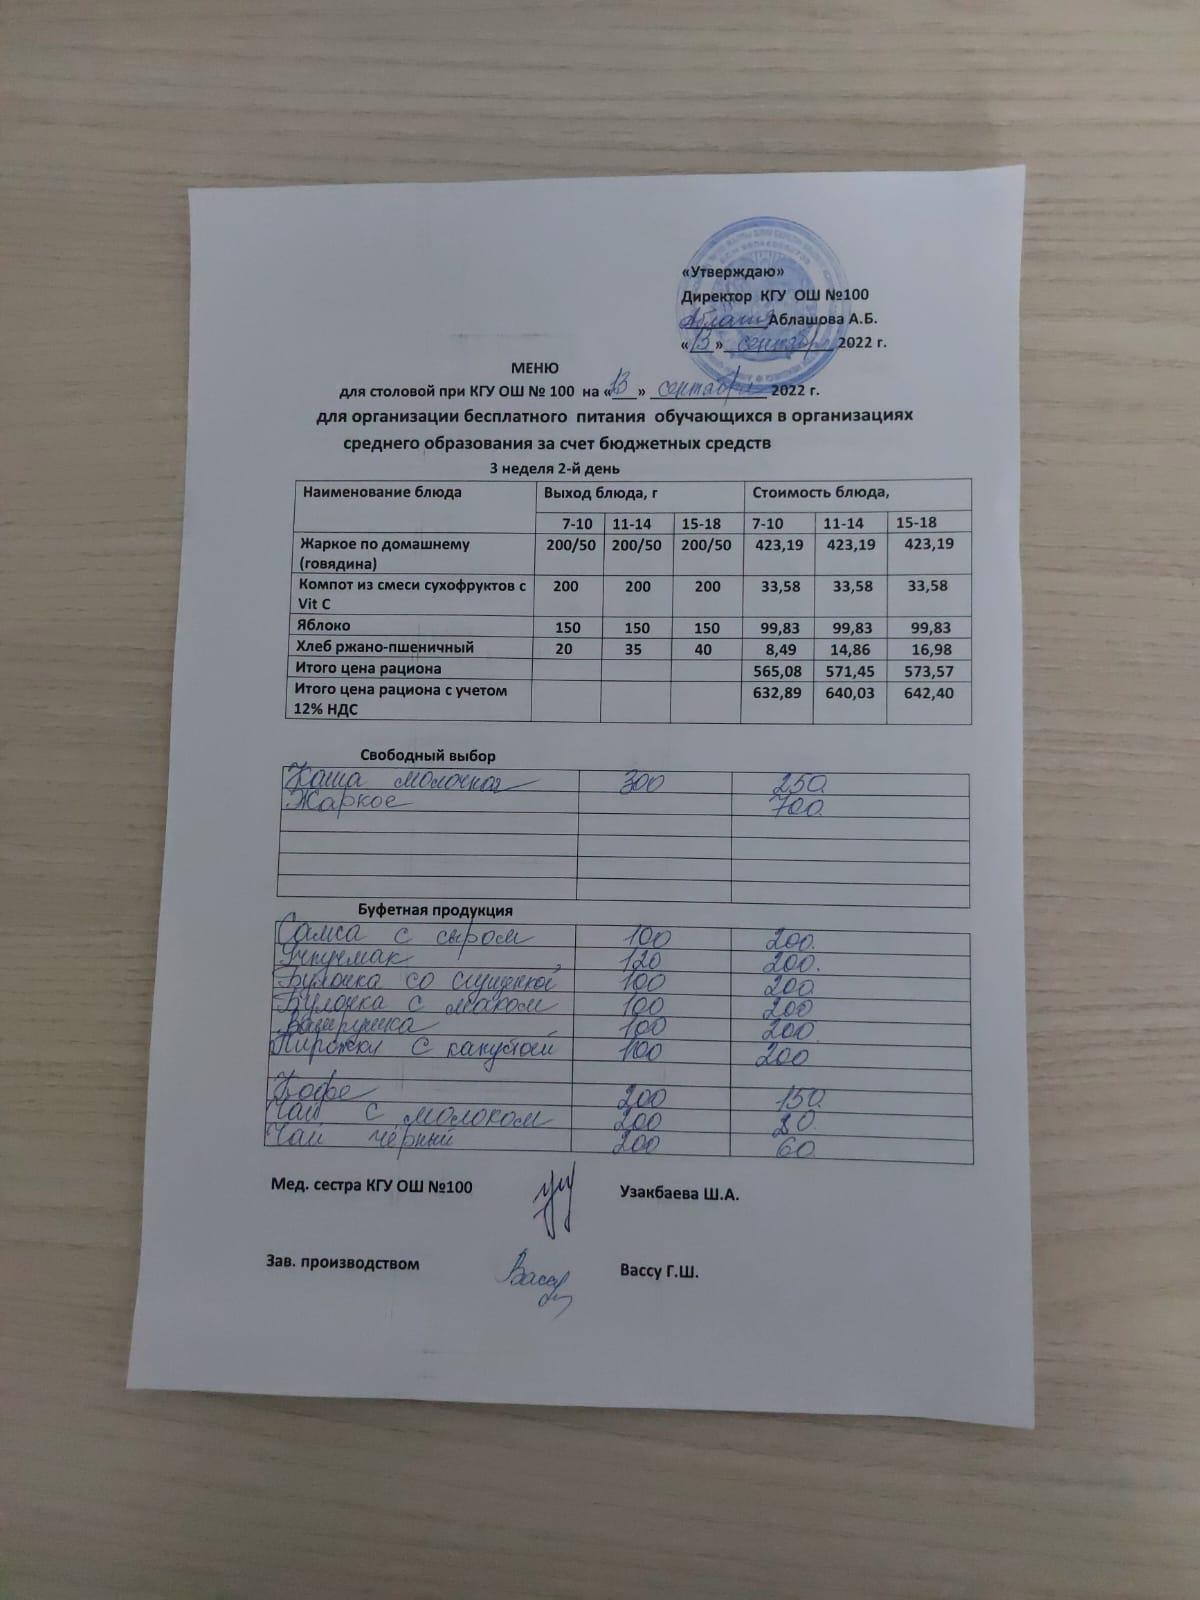 «Утверждаю»
Директор КГУ ОШ №100
Аблашова А.Б.
«13» сентября 2022 г.
МЕНЮ
для столовой при КГУ ОШ № 100 на «13» сентября 2022 г.
для организации бесплатного питания обучающихся в организациях
среднего образования за счет бюджетных средств
3 неделя 2-й день
Наименование блюда Выход блюда, г Стоимость блюда,
7-10 11-14 15-18 7-10 11-14 15-18
Жаркое по домашнему (говядина) 200/50 200/50 200/50 423,19 423,19 423,19
Компот из смеси сухофруктов с Vit C 200 200 200 33,58 33,58 33,58
Яблоко 150 150 150 99,83 99,83 99,83
Хлеб ржано-пшеничный 20 35 40 8,49 14,86 16,98
Итого цена рациона 565,08 571,45 573,57
Итого цена рациона с учетом 12% НДС 632,89 640,03 642,40
Свободный выбор
Каша молочная 300 250
Жаркое 700
Буфетная продукция
Самса с сыром 100 200
Учпучмак 120 200
Булочка со сгущенкой 100 200
Булочка с маком 100 200
Ватрушка 100 200
Пирожки с капустой 100 200
Кофе 200 150
Чай с молоком 200 80
Чай чёрный 200 60
Мед. сестра КГУ ОШ №100 Узакбаева Ш.А.
Зав. производством Вассу Г.Ш.